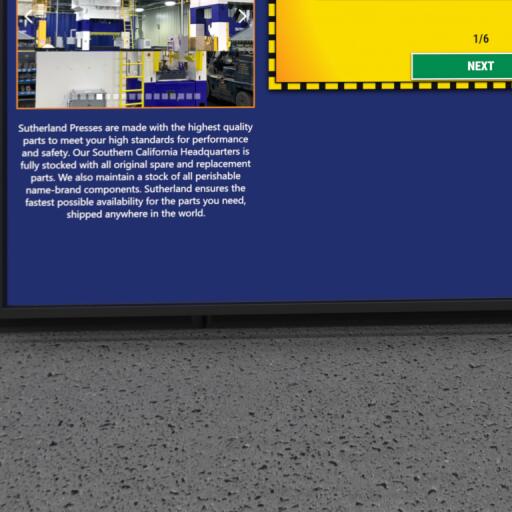 1/6
NEXT
Sutherland Presses are made with the highest quality
parts to meet your high standards for performance
and safety. Our Southern California Headquarters is
fully stocked with all original spare and replacement
parts. We also maintain a stock of all perishable
name-brand components. Sutherland ensures the
fastest possible availability for the parts you need,
shipped anywhere in the world.